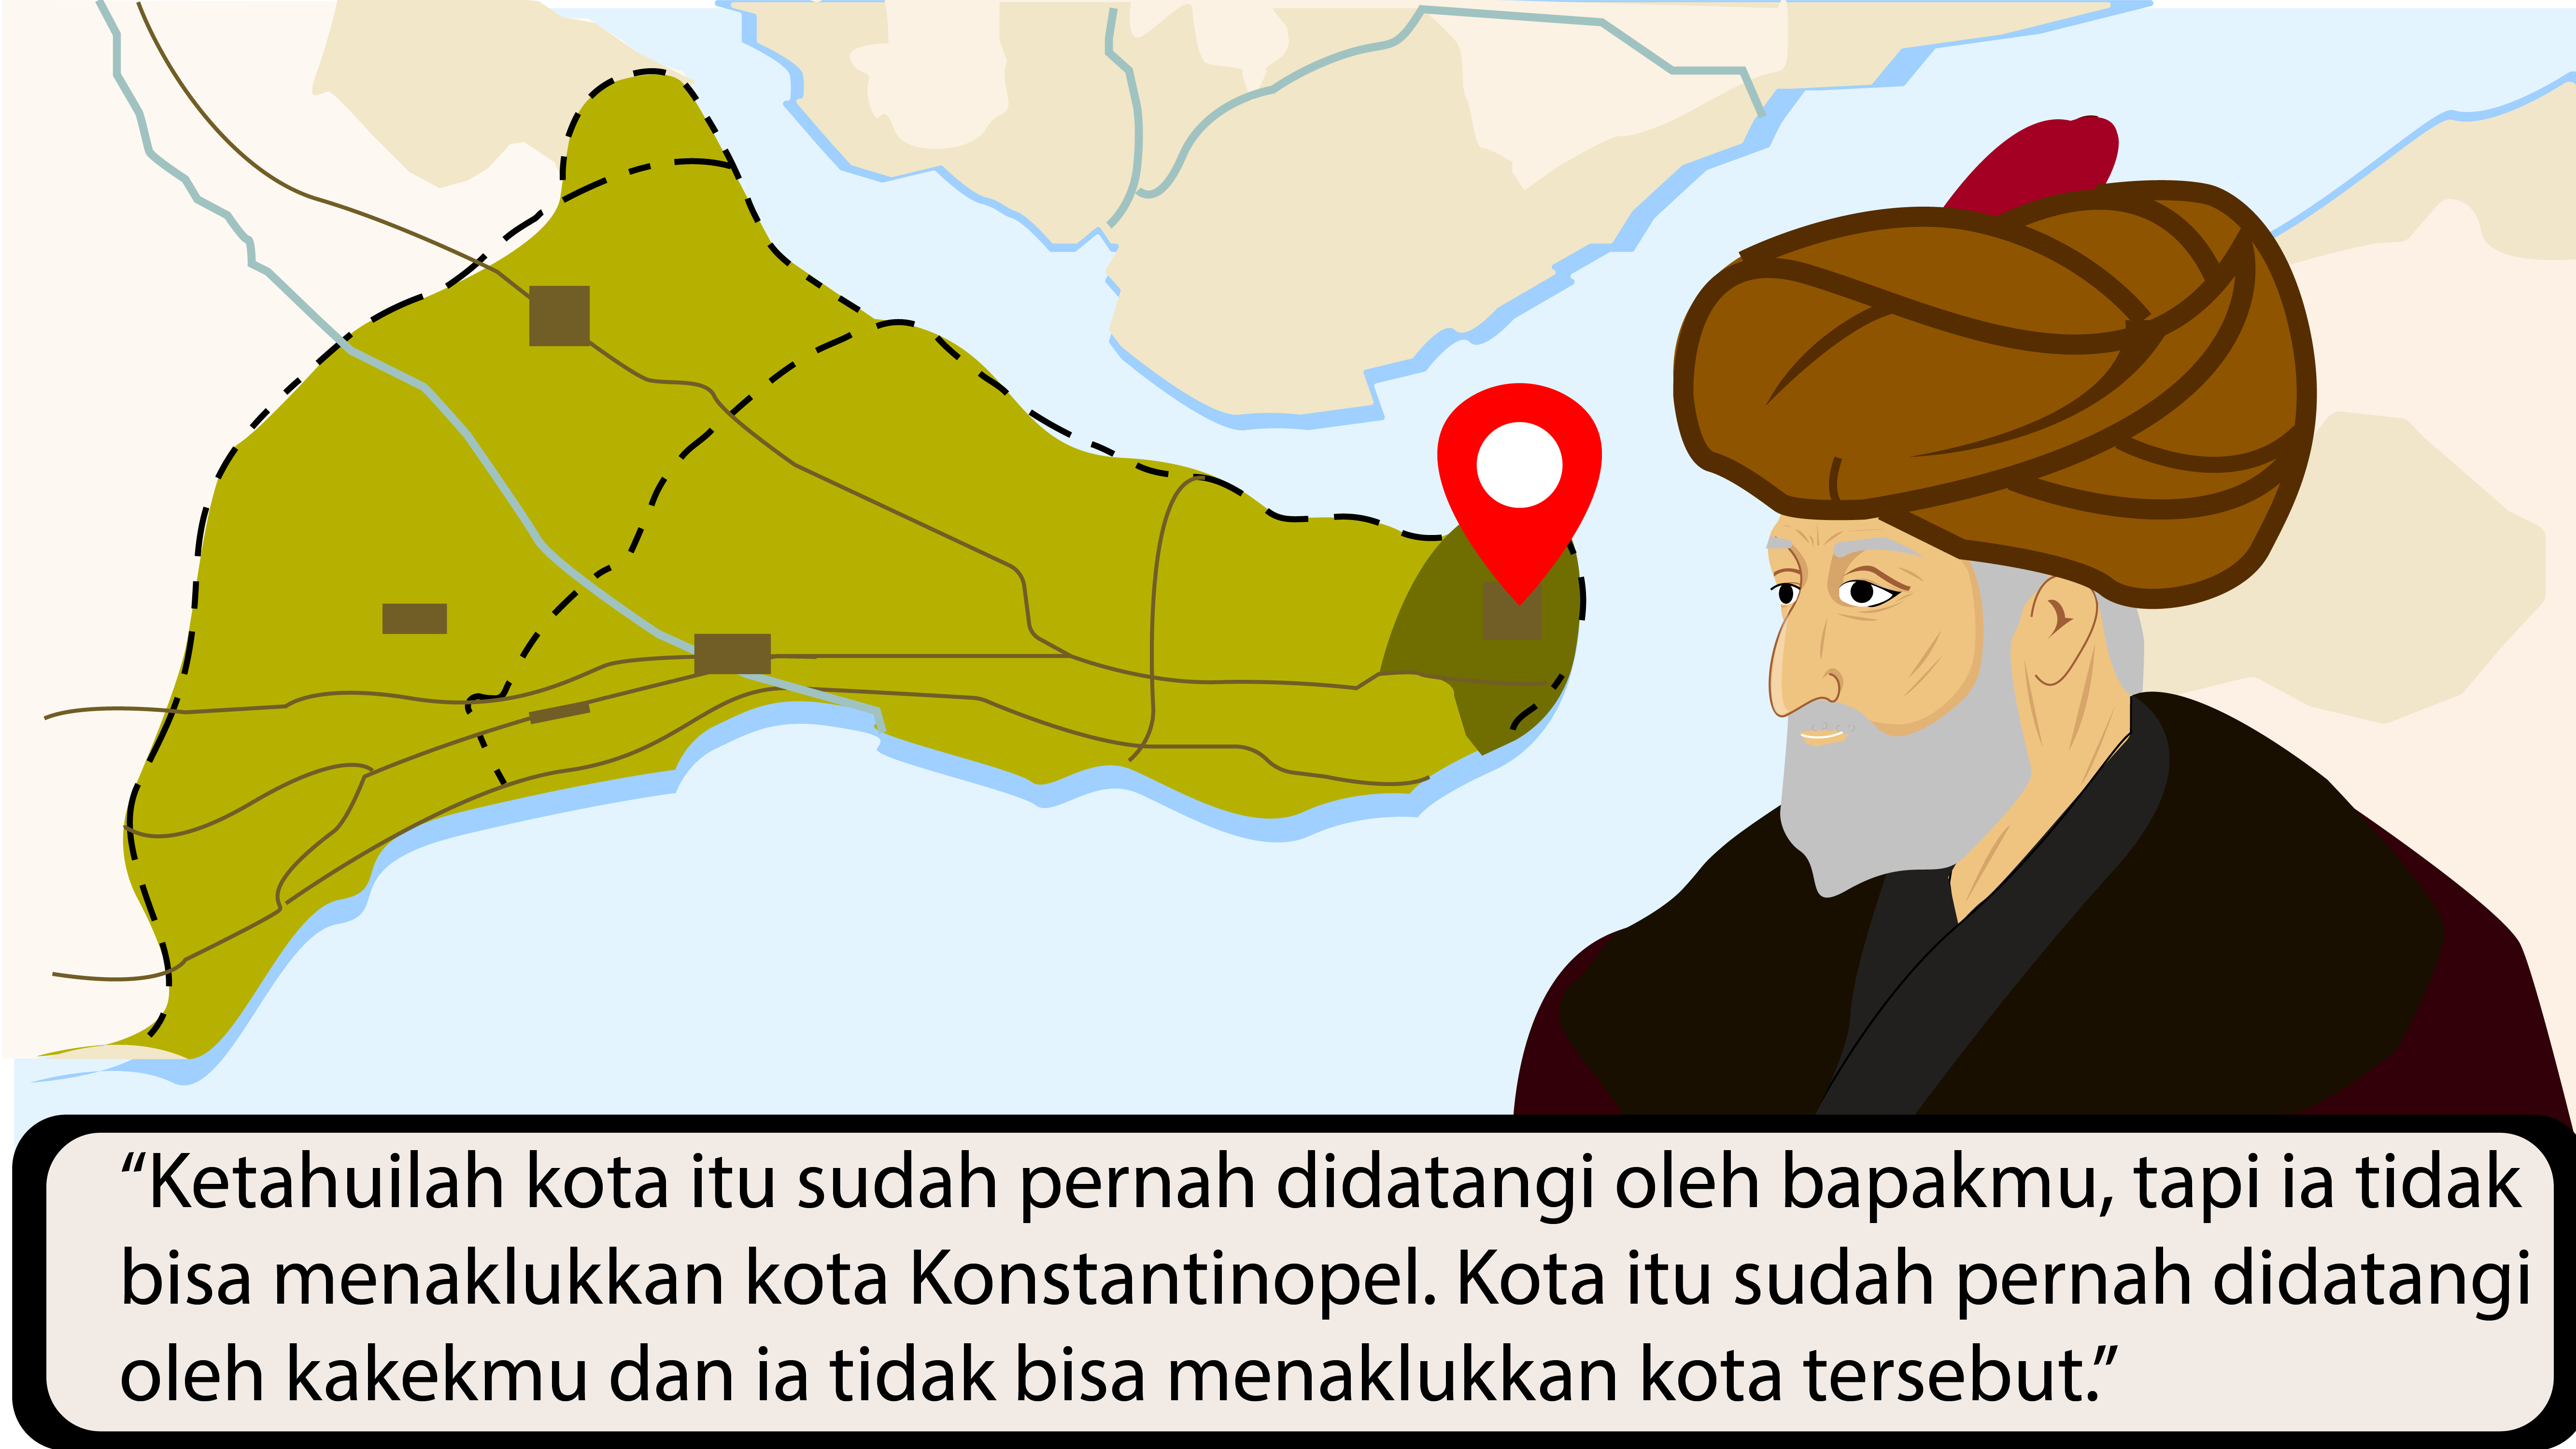 “Ketahuilah kota itu sudah pernah didatangi oleh bapakmu, tapi ia tidak
bisa menaklukkan kota Konstantinopel. Kota itu sudah pernah didatangi
oleh kakekmu dan ia tidak bisa menaklukkan kota tersebut.”